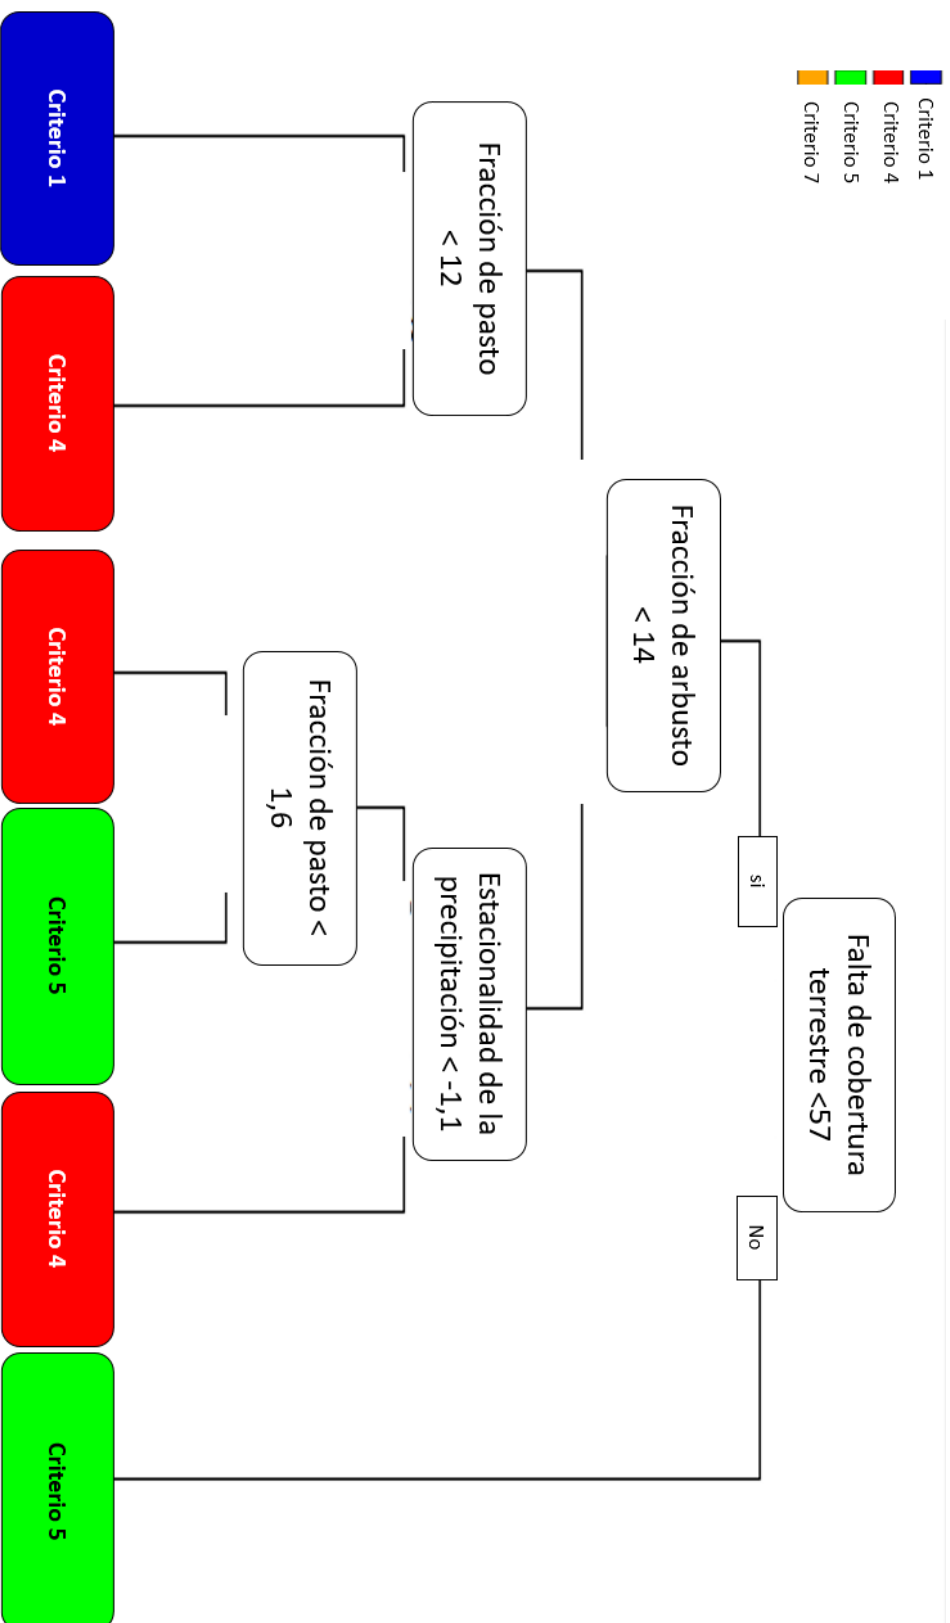 Criterio 1
Criterio 4
Criterio 5
Criterio 7
Falta de cobertura
terrestre <57
si
No
Fracción de arbusto
< 14
Fracción de pasto
< 12
Estacionalidad de la
precipitación < -1,1
Fracción de pasto <
1,6
Criterio 1
Criterio 4
Criterio 4
Criterio 5
Criterio 4
Criterio 5